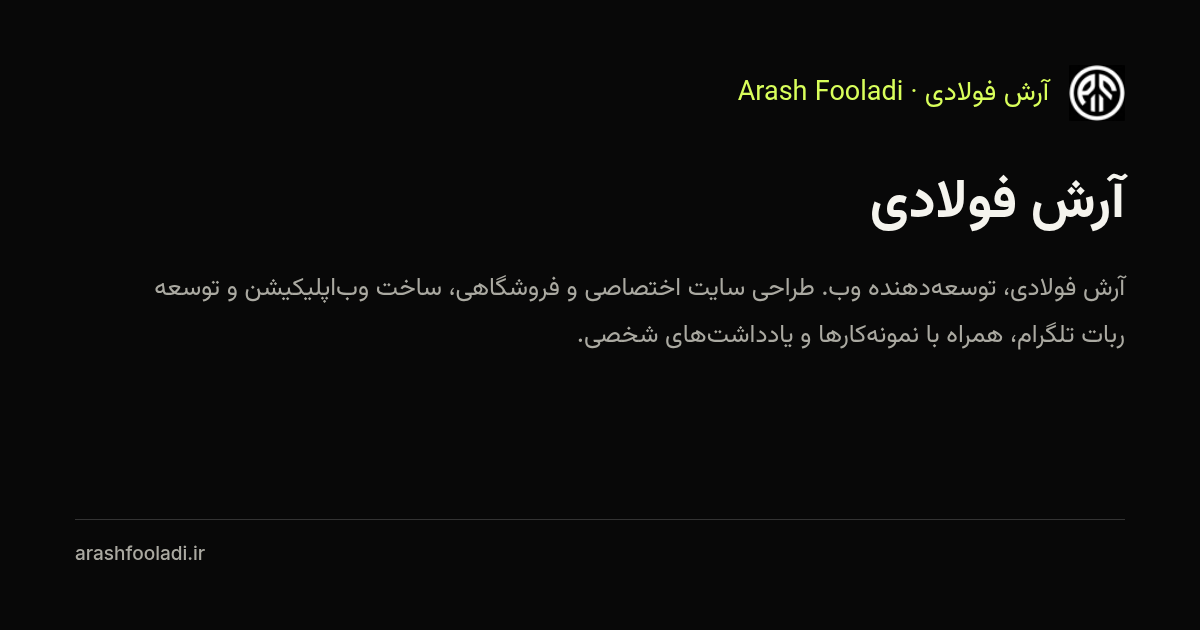 آرش فولادی · Arash Fooladi
آرش فولادی
آرش فولادی، توسعه‌دهنده وب. طراحی سایت اختصاصی و فروشگاهی، ساخت وب‌اپلیکیشن و توسعه
ربات تلگرام، همراه با نمونه‌کارها و یادداشت‌های شخصی.
arashfooladi.ir